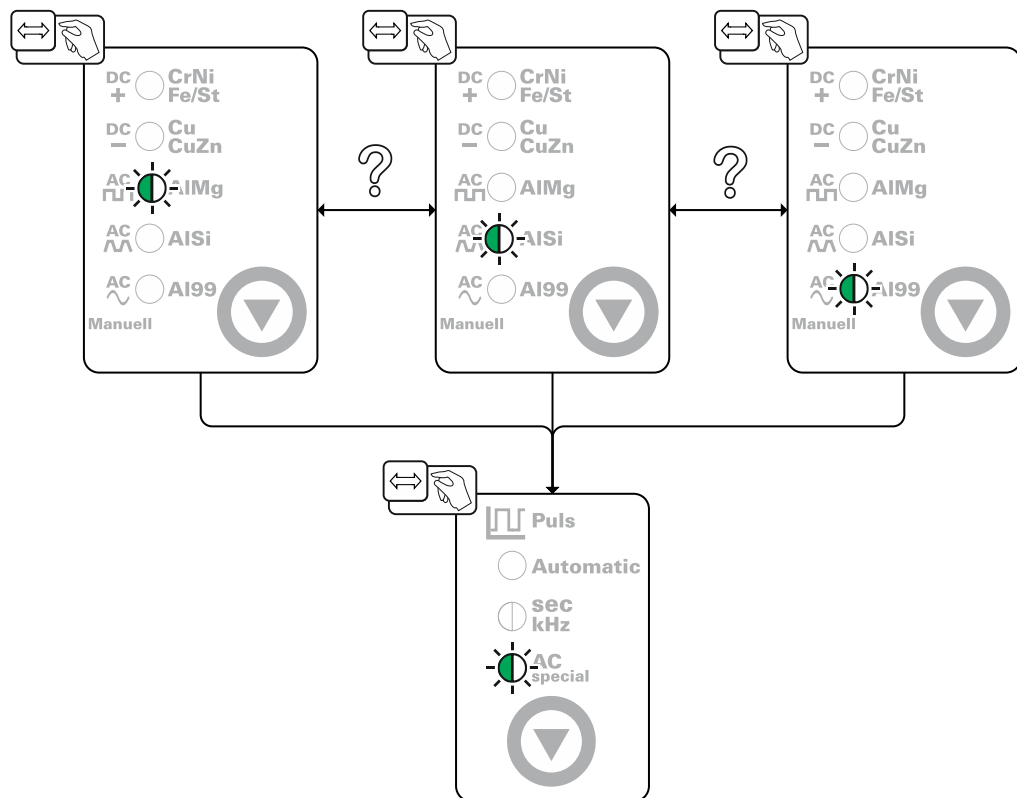 DC
+
CrNi
Fe/St
DC
–
Cu
CuZn
AC
AlMg
AC
AlSi
AC
Al99
Manuell
?
DC
+
CrNi
Fe/St
DC
–
Cu
CuZn
AC
AlMg
AC
AlSi
AC
Al99
Manuell
?
DC
+
CrNi
Fe/St
DC
–
Cu
CuZn
AC
AlMg
AC
AlSi
AC
Al99
Manuell
Puls
Automatic
sec
kHz
AC
special